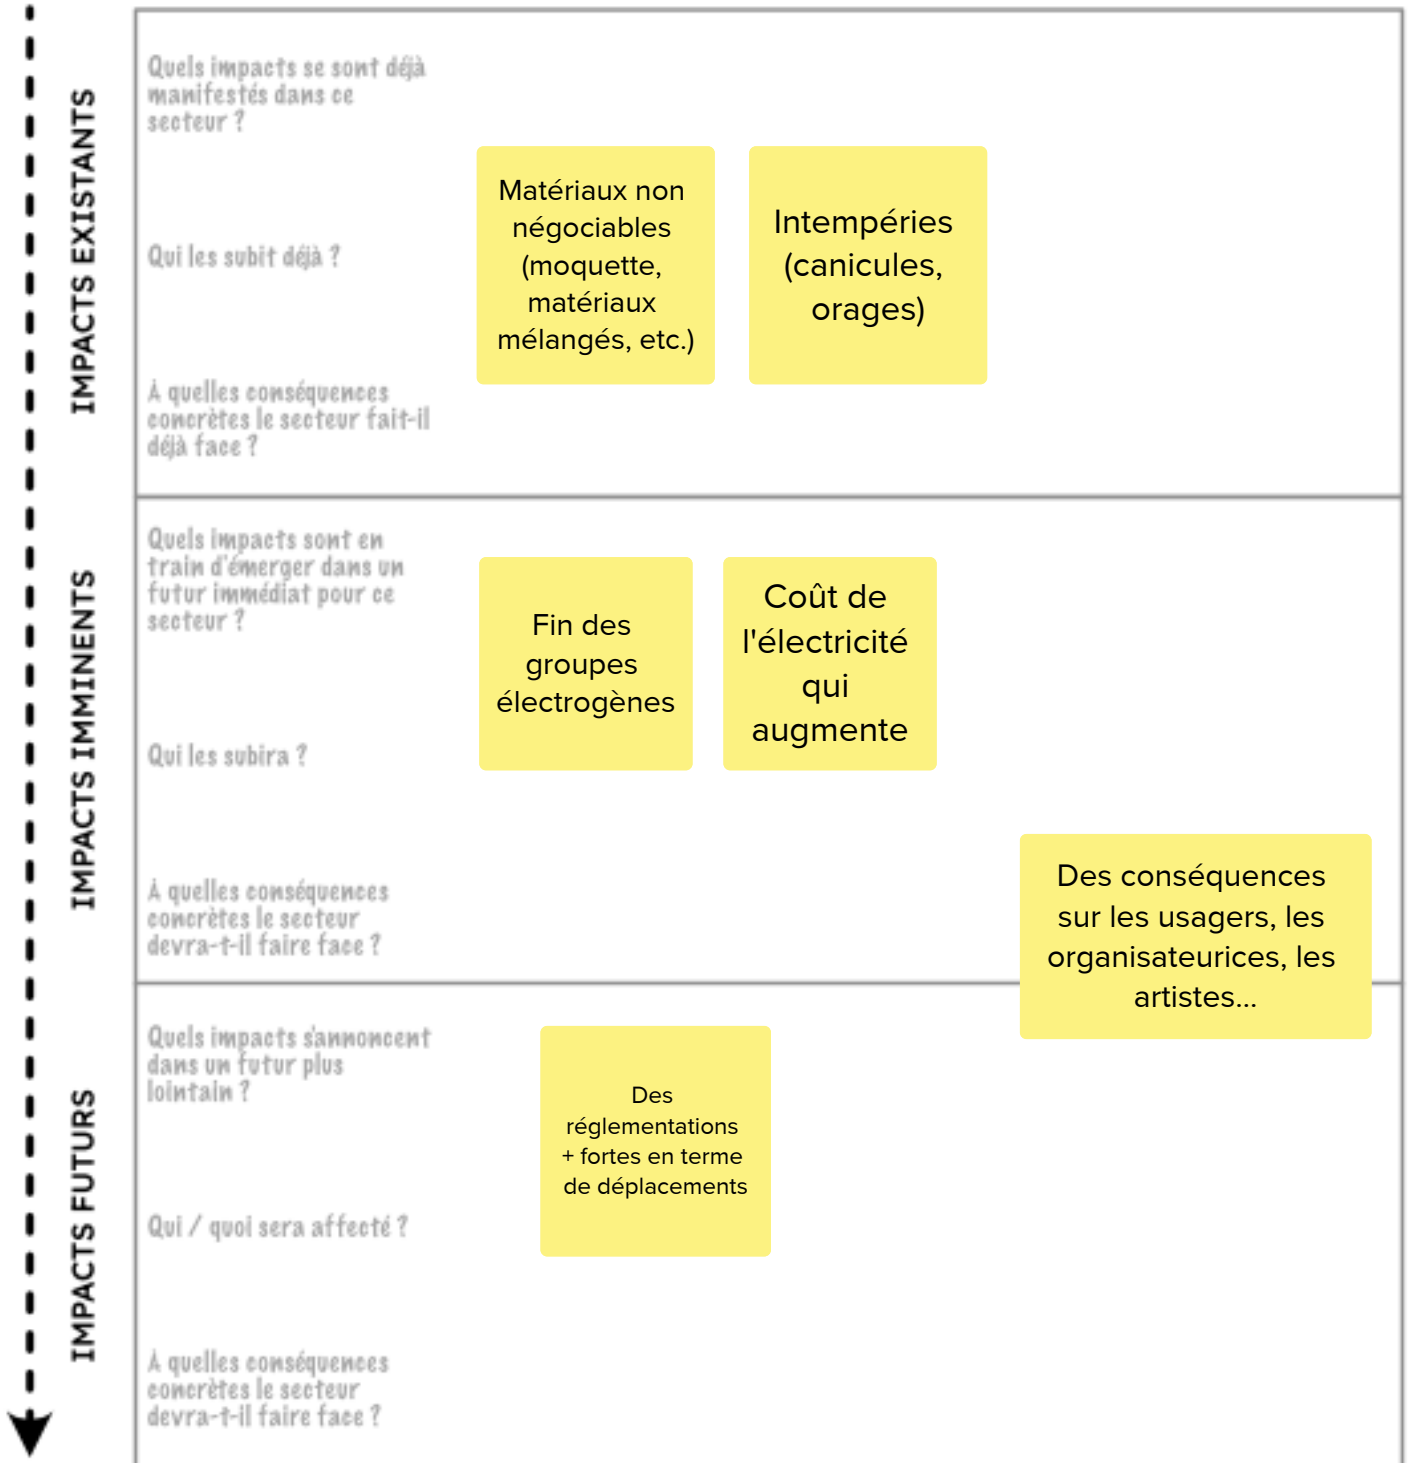 IMPACTS EXISTANTS
Quels impacts se sont déjà
manifestés dans ce
secteur ?
Qui les subit déjà ?
À quelles conséquences
concrètes le secteur fait-il
déjà face ?
Matériaux non
négociables
(moquette,
matériaux
mélangés, etc.)
Intempéries
(canicules,
orages)
IMPACTS IMMINENTS
Quels impacts sont en
train d'émerger dans un
futur immédiat pour ce
secteur ?
Qui les subira ?
À quelles conséquences
concrètes le secteur
devra-t-il faire face ?
Fin des
groupes
électrogènes
Coût de
l'électricité
qui
augmente
Des conséquences
sur les usagers, les
organisateurices, les
artistes...
IMPACTS FUTURS
Quels impacts s'annoncent
dans un futur plus
lointain ?
Qui / quoi sera affecté ?
À quelles conséquences
concrètes le secteur
devra-t-il faire face ?
Des
réglementations
+ fortes en terme
de déplacements